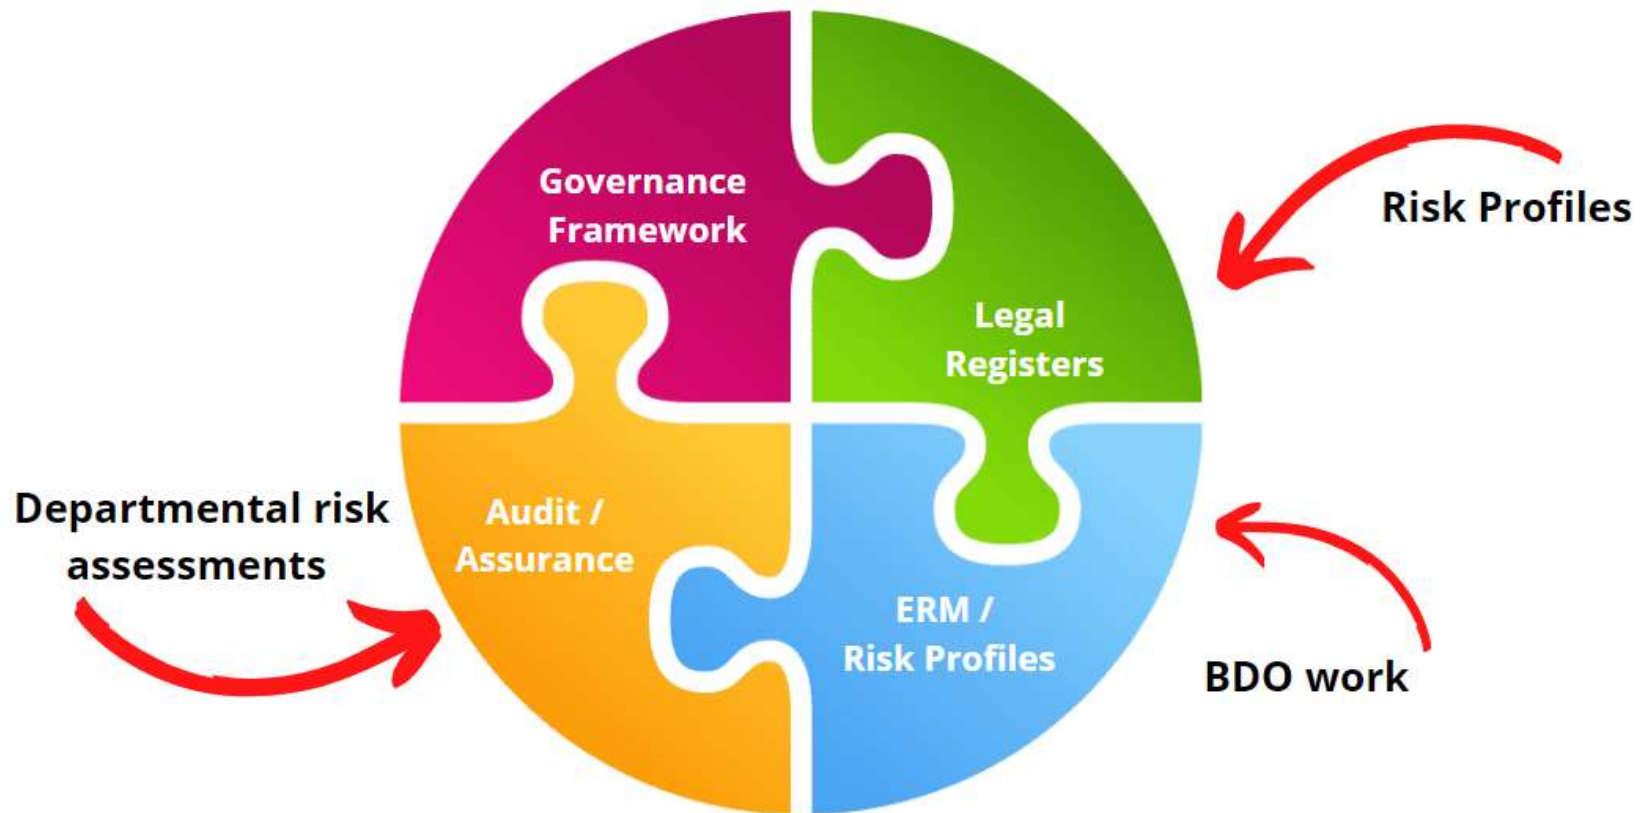 Governance
Framework
Risk Profiles
Legal
Registers
Departmental risk
assessments
Audit /
Assurance
ERM /
Risk Profiles
BDO work